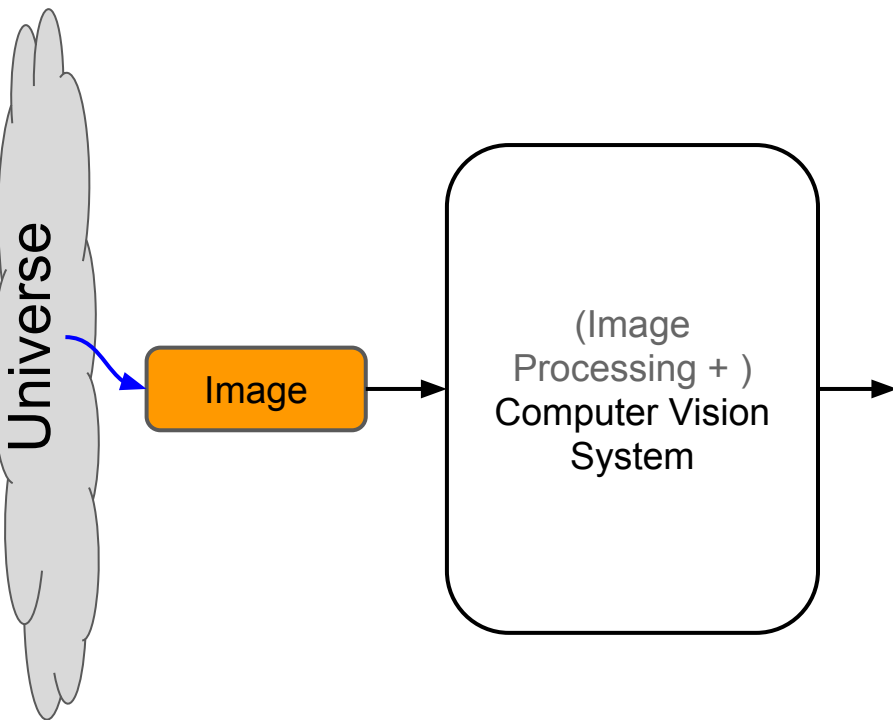 Universe
Image
(Image
Processing + )
Computer Vision
System